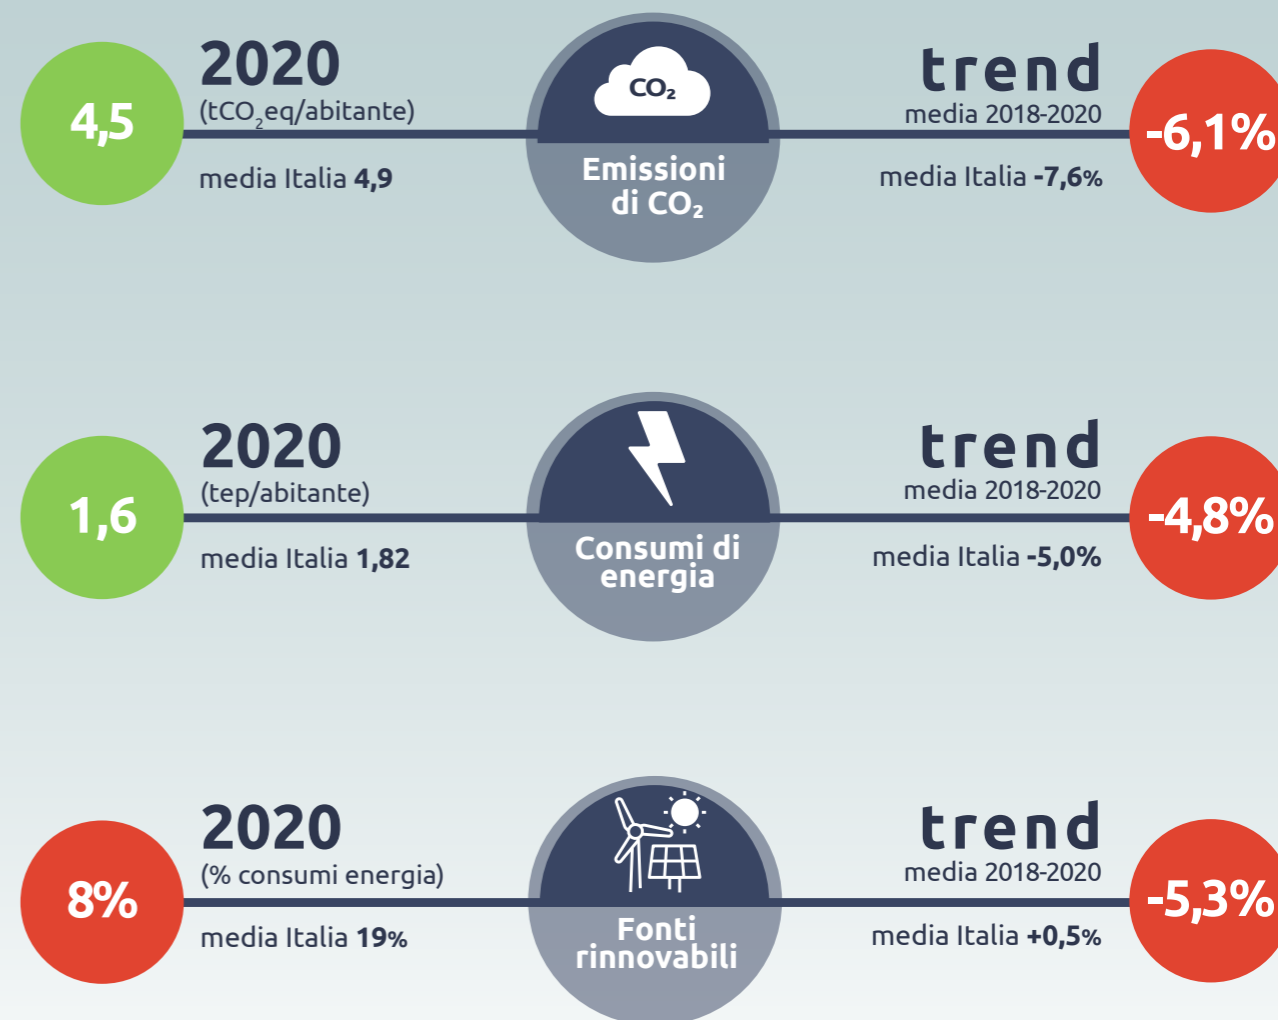 4,5
2020
(tCO₂eq/abitante)
media Italia 4,9
CO₂
Emissioni
di CO₂
trend
media 2018-2020
media Italia -7,6%
-6,1%
1,6
2020
(tep/abitante)
media Italia 1,82
Consumi di
energia
trend
media 2018-2020
media Italia -5,0%
-4,8%
8%
2020
(% consumi energia)
media Italia 19%
Fonti
rinnovabili
trend
media 2018-2020
media Italia +0,5%
-5,3%